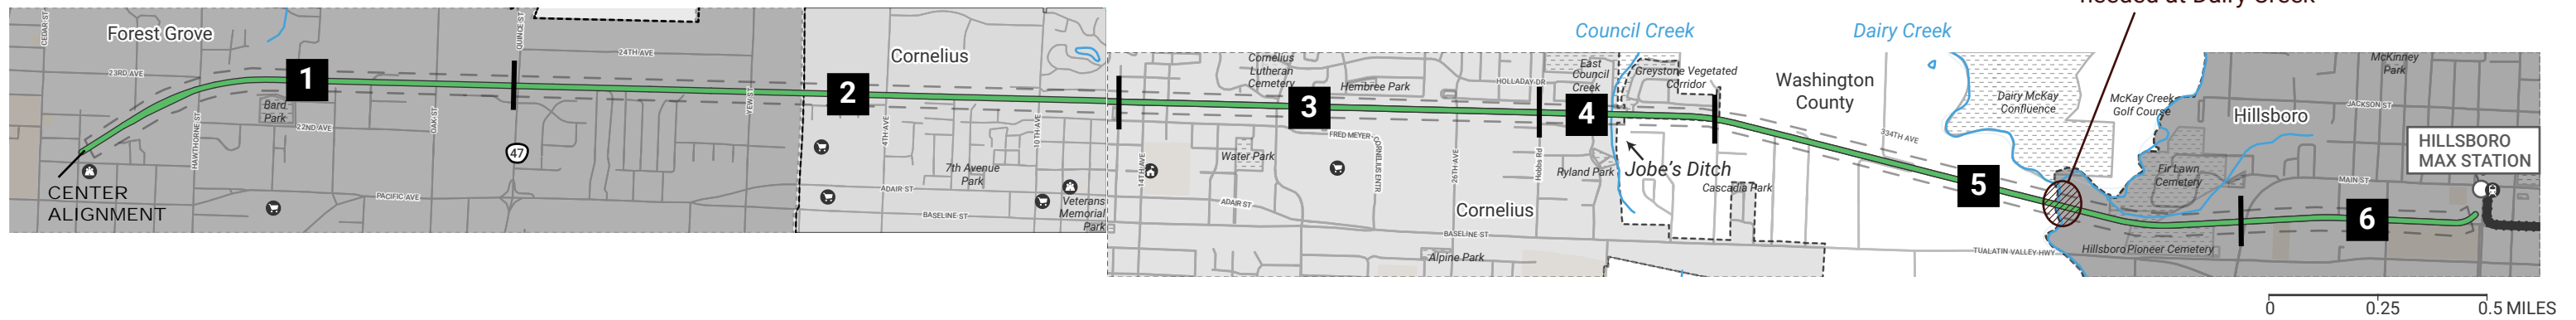 needed at Dairy Creek
Council Creek
Dairy Creek
CEDAR ST
Forest Grove
QUINCE ST
24TH AVE
23RD AVE
1
Bard
Park
22ND AVE
HAWTHORNE ST
OAK ST
47
PACIFIC AVE
CENTER
ALIGNMENT
YEW ST
Cornelius
2
4TH AVE
10TH AVE
7th Avenue
Park
ADAIR ST
BASELINE ST
Veterans
Memorial
Park
Cornelius
Lutheran
Cemetery
Hembree Park
HOLLADAY DR
3
FRED MEYER
14TH AVE
Water Park
ADAIR ST
26TH AVE
Hobbs Rd
Cornelius
BASELINE ST
Alpine Park
East
Council
Creek
4
Greystone Vegetated
Corridor
Ryland Park
Jobe's Ditch
Cascadia Park
Washington
County
334TH AVE
5
Dairy McKay
Confluence
McKay Creek
Golf Course
TUALATIN VALLEY HWY
Hillsboro
McKinney
Park
JACKSON ST
Fir Lawn
Cemetery
MAIN ST
HILLSBORO
MAX STATION
6
Hillsboro Pioneer Cemetery
0 0.25 0.5 MILES